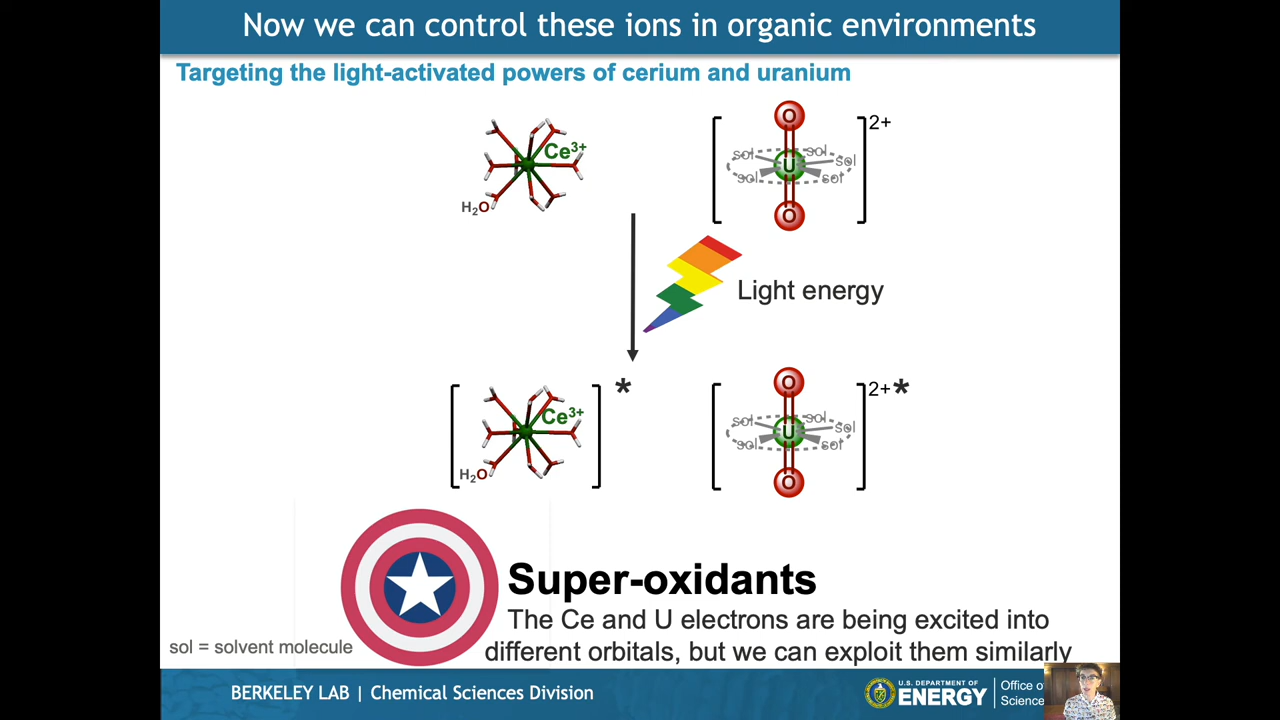 Now we can control these ions in organic environments
Targeting the light-activated powers of cerium and uranium
Ce3+
H2O
O
2+
sol
sol
sol
U
sol
sol
O
Light energy
*
Ce3+
H2O
O
2+*
sol
sol
sol
U
sol
sol
O
Super-oxidants
The Ce and U electrons are being excited into
different orbitals, but we can exploit them similarly
sol = solvent molecule
BERKELEY LAB | Chemical Sciences Division
U.S. DEPARTMENT OF
ENERGY
Office of
Science